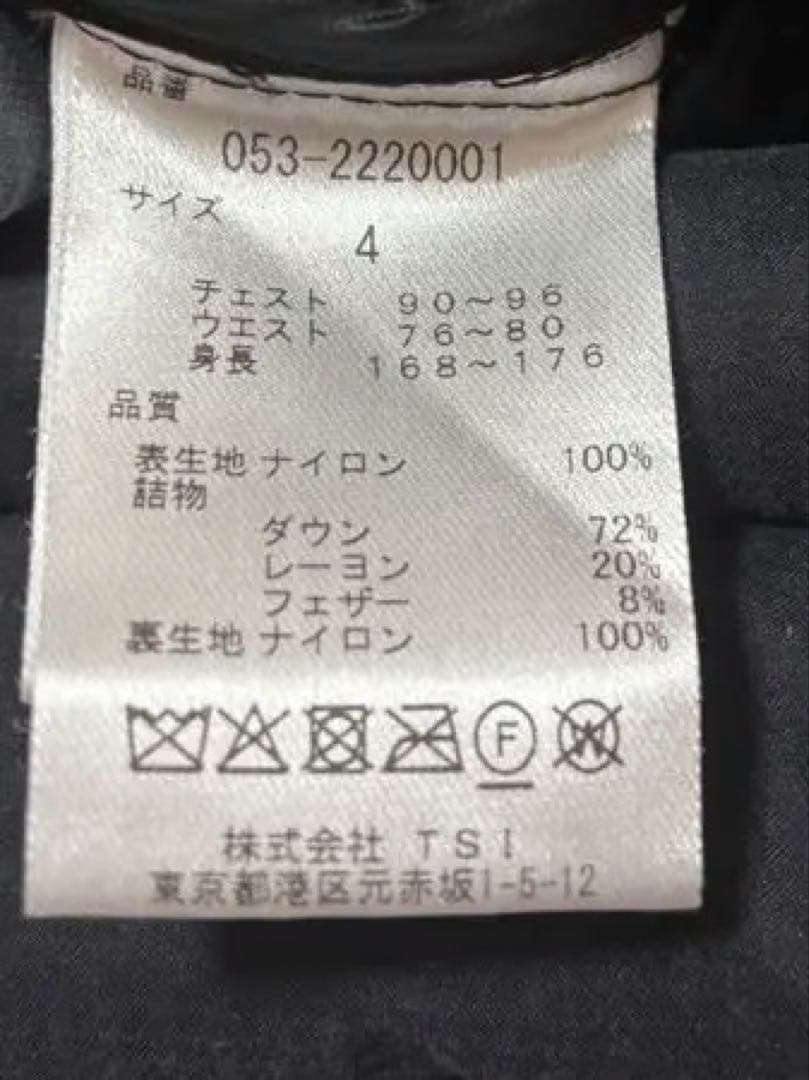 品番
053-2220001
サイズ
4
チェスト 90～96
ウエスト 76～80
身長 168～176
品質
表生地 ナイロン 100%
詰物
ダウン 72%
レーヨン 20%
フェザー 8%
裏生地 ナイロン 100%
F W
株式会社 TSI
東京都港区元赤坂1-5-12